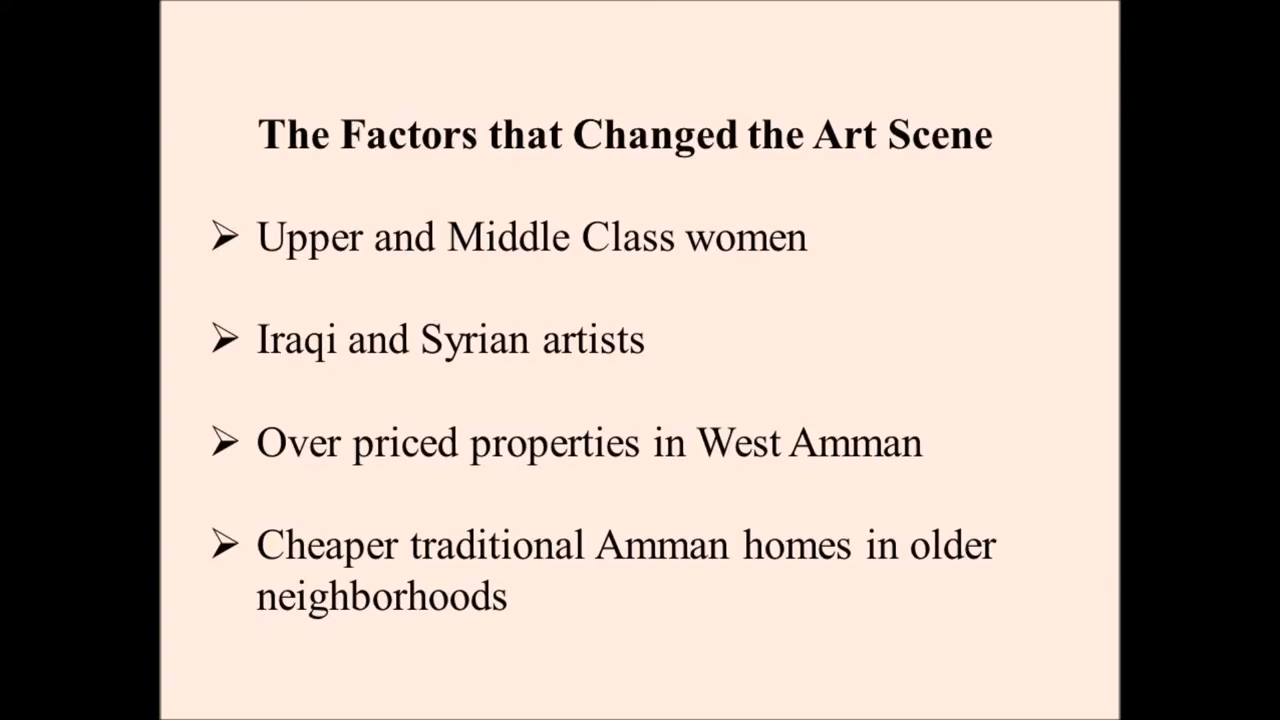 The Factors that Changed the Art Scene
➢ Upper and Middle Class women
➢ Iraqi and Syrian artists
➢ Over priced properties in West Amman
➢ Cheaper traditional Amman homes in older
neighborhoods